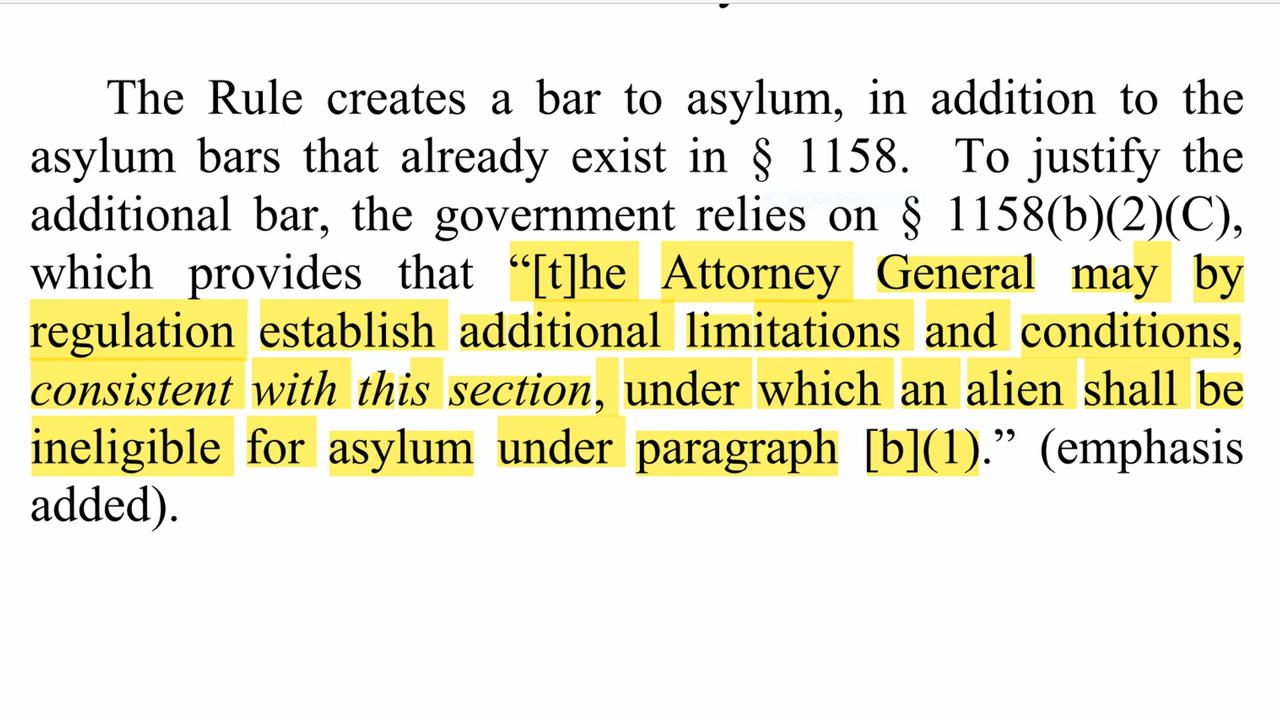 The Rule creates a bar to asylum, in addition to the
asylum bars that already exist in § 1158. To justify the
additional bar, the government relies on § 1158(b)(2)(C),
which provides that “[t]he Attorney General may by
regulation establish additional limitations and conditions,
consistent with this section, under which an alien shall be
ineligible for asylum under paragraph [b](1).” (emphasis
added).